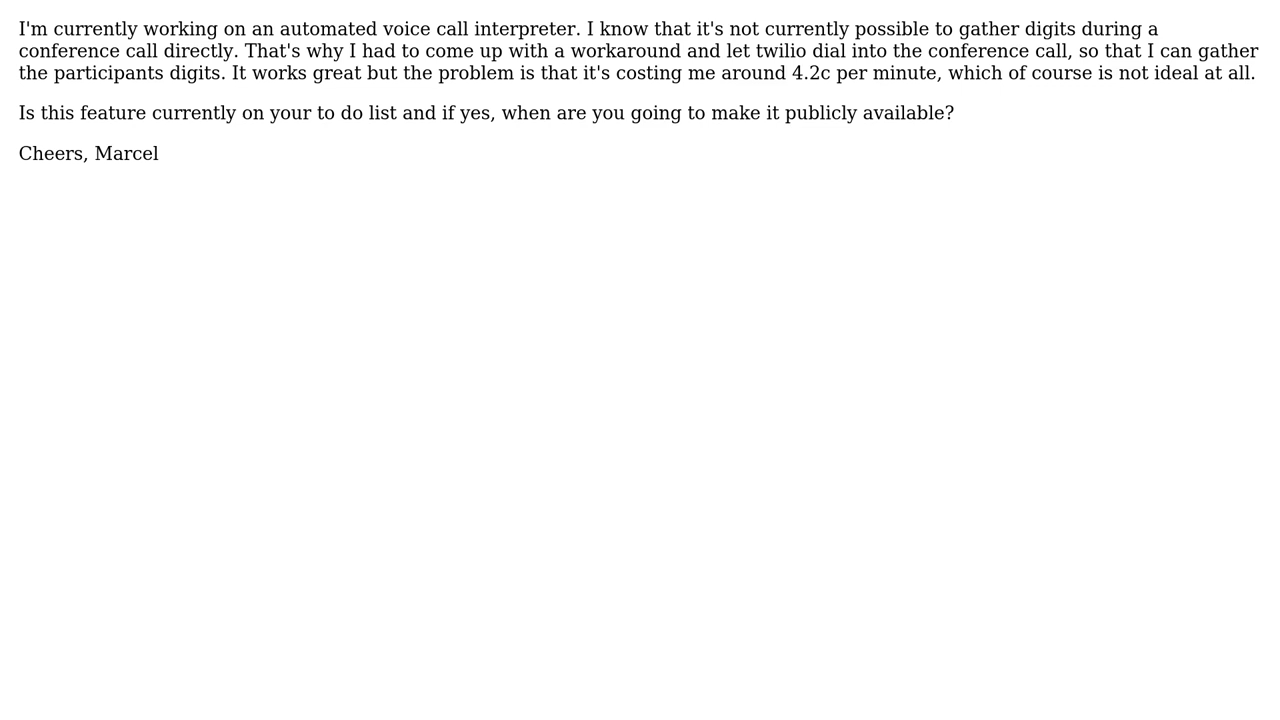 I'm currently working on an automated voice call interpreter. I know that it's not currently possible to gather digits during a
conference call directly. That's why I had to come up with a workaround and let twilio dial into the conference call, so that I can gather
the participants digits. It works great but the problem is that it's costing me around 4.2c per minute, which of course is not ideal at all.
Is this feature currently on your to do list and if yes, when are you going to make it publicly available?
Cheers, Marcel